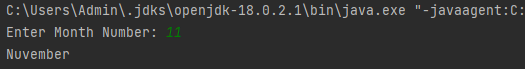 C:\Users\Admin\.jdks\openjdk-18.0.2.1\bin\java.exe "-javaagent:C:
Enter Month Number: 11
Nuvember